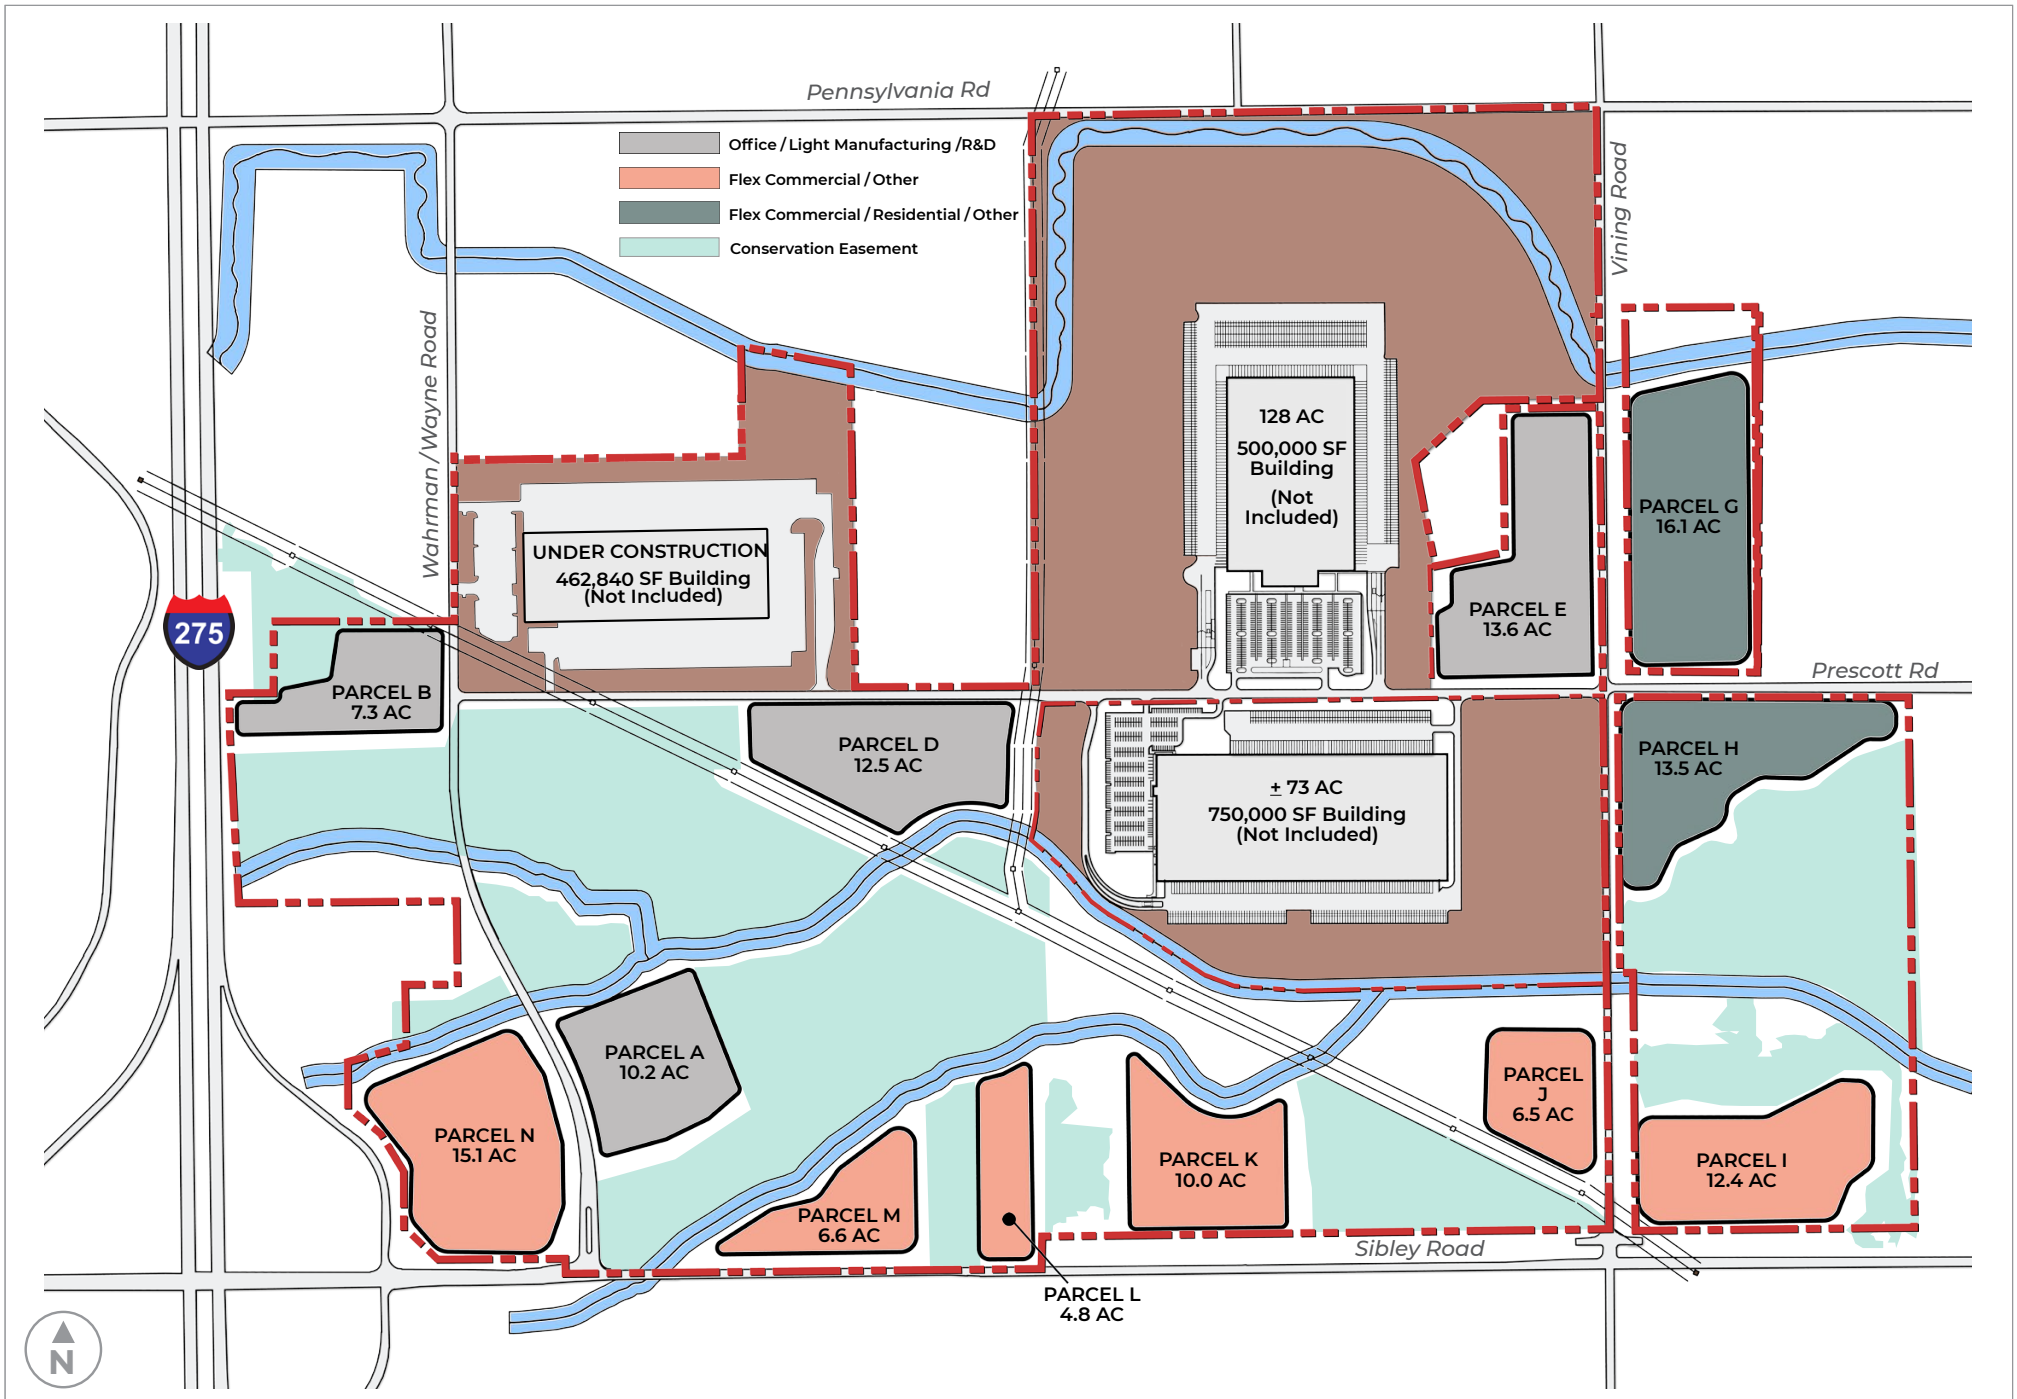 Pennsylvania Rd
Office / Light Manufacturing /R&D
Flex Commercial / Other
Flex Commercial / Residential / Other
Conservation Easement
Vining Road
Wahrman / Wayne Road
128 AC
500,000 SF
Building
(Not
Included)
PARCEL G
16.1 AC
UNDER CONSTRUCTION
462,840 SF Building
(Not Included)
PARCEL E
13.6 AC
275
Prescott Rd
PARCEL B
7.3 AC
PARCEL D
12.5 AC
PARCEL H
13.5 AC
± 73 AC
750,000 SF Building
(Not Included)
PARCEL A
10.2 AC
PARCEL
J
6.5 AC
PARCEL N
15.1 AC
PARCEL K
10.0 AC
PARCEL I
12.4 AC
PARCEL M
6.6 AC
Sibley Road
PARCEL L
4.8 AC
N